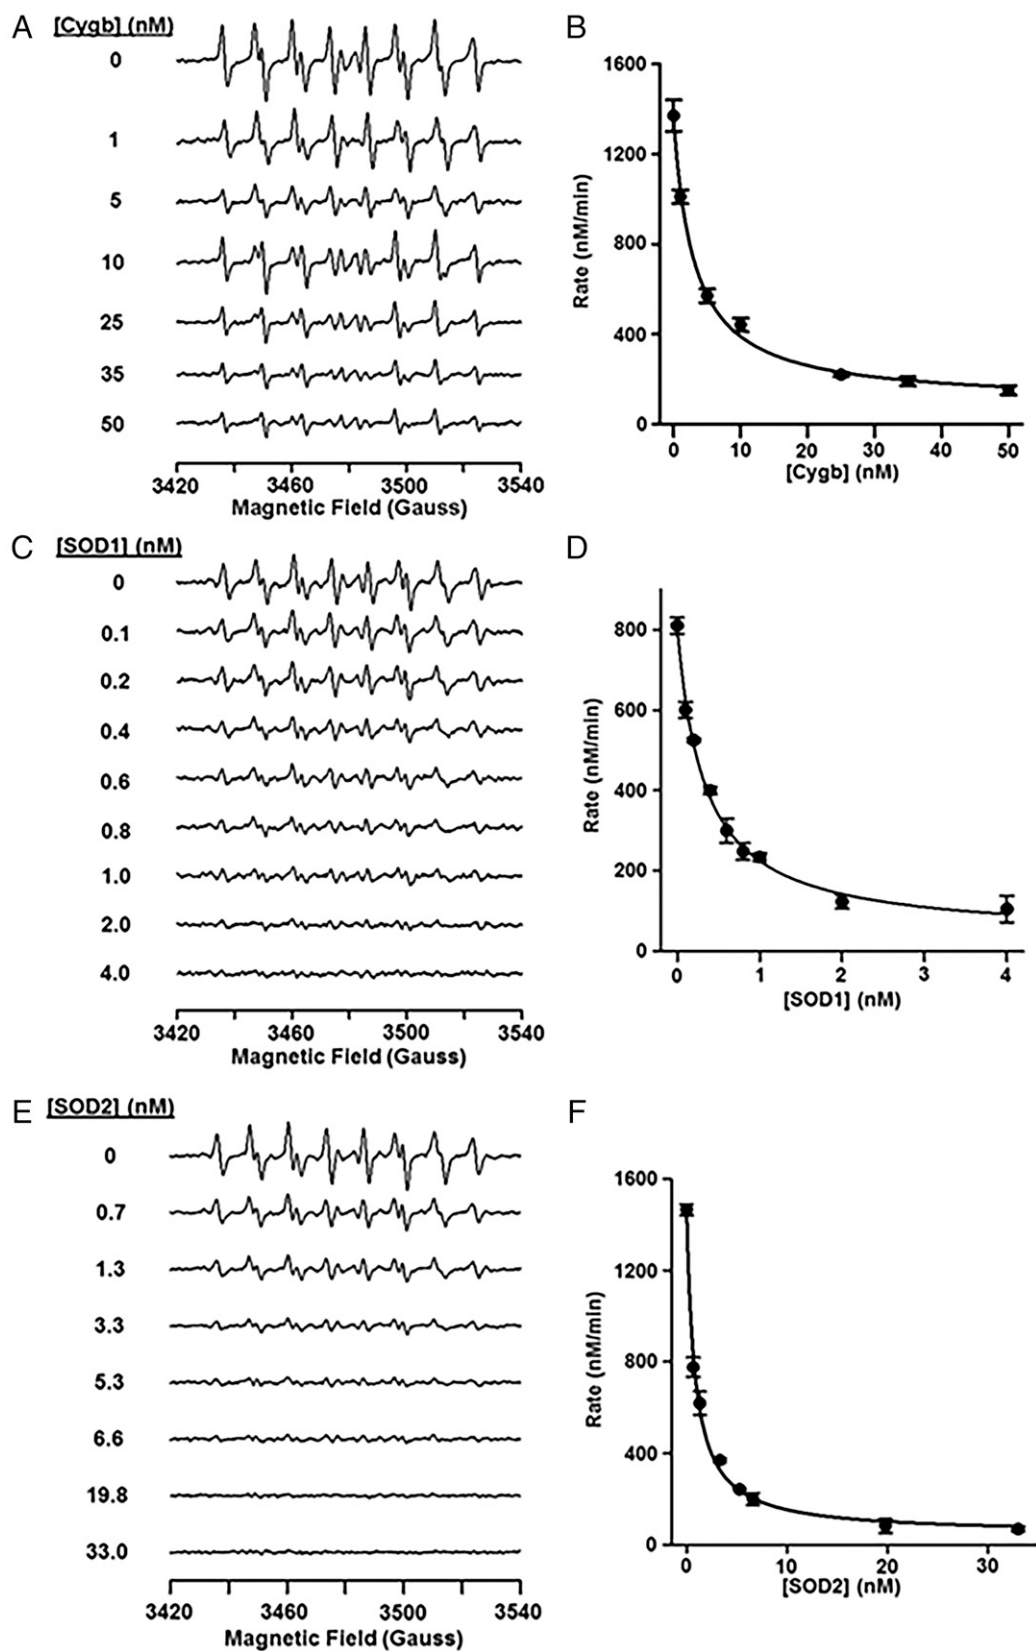 A
[Cygb] (nM)
0
1
5
10
25
35
50
3420 3460 3500 3540
Magnetic Field (Gauss)
B
1600
1200
800
400
0
Rate (nM/min)
0 10 20 30 40 50
[Cygb] (nM)
C
[SOD1] (nM)
0
0.1
0.2
0.4
0.6
0.8
1.0
2.0
4.0
3420 3460 3500 3540
Magnetic Field (Gauss)
D
800
600
400
200
0
Rate (nM/min)
0 1 2 3 4
[SOD1] (nM)
E
[SOD2] (nM)
0
0.7
1.3
3.3
5.3
6.6
19.8
33.0
3420 3460 3500 3540
Magnetic Field (Gauss)
F
1600
1200
800
400
0
Rate (nM/min)
0 10 20 30
[SOD2] (nM)